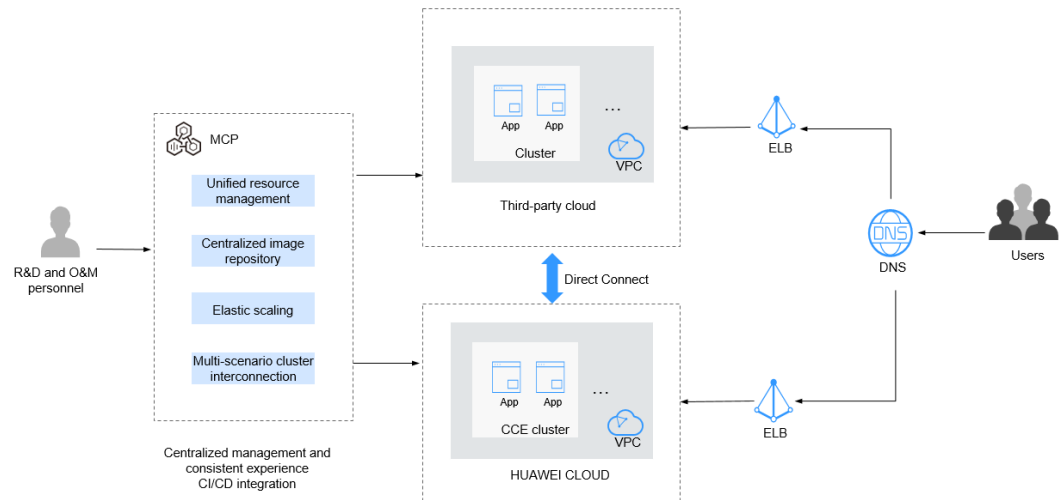 MCP
Unified resource
management
Centralized image
repository
Elastic scaling
Multi-scenario cluster
interconnection
R&D and O&M
personnel
Centralized management and
consistent experience
CI/CD integration
App
App
...
Cluster
VPC
Third-party cloud
Direct Connect
App
App
...
CCE cluster
VPC
HUAWEI CLOUD
ELB
DNS
DNS
Users
ELB